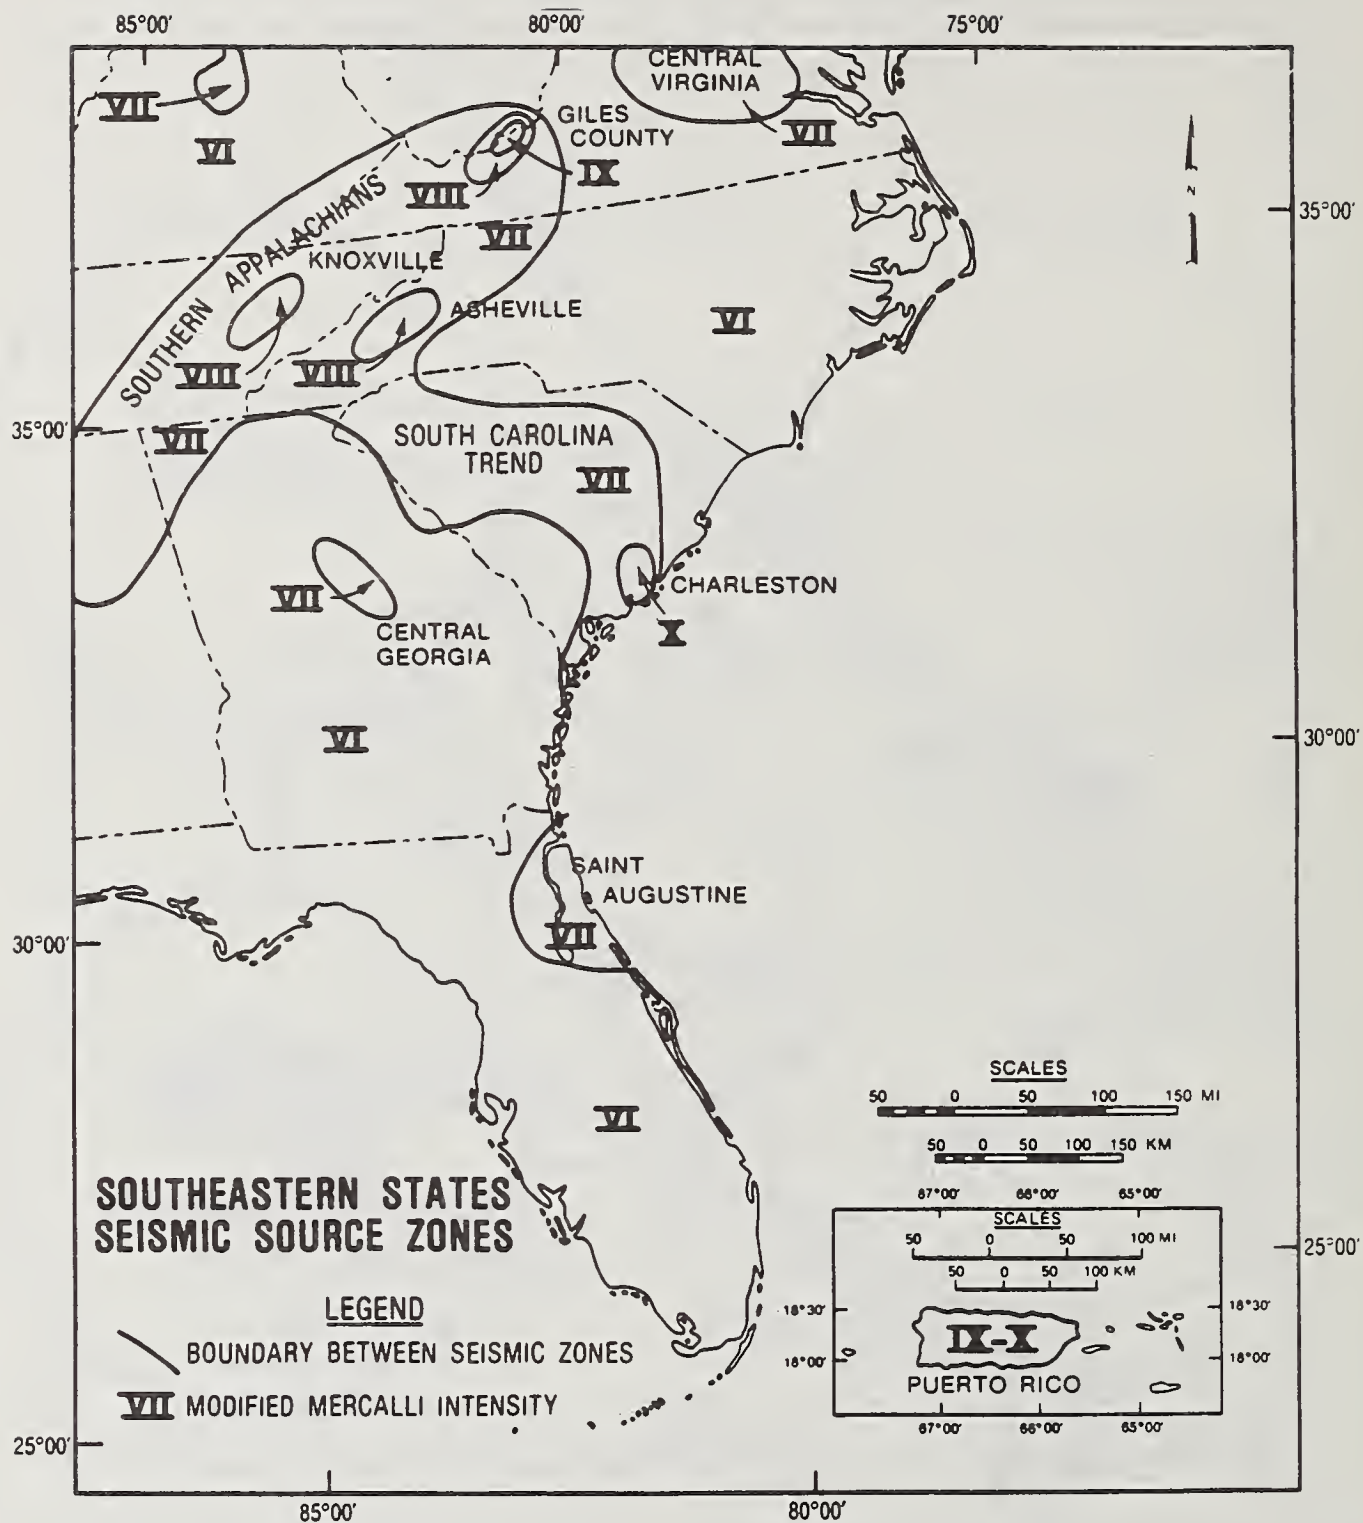 85°00'
80°00'
75°00'
CENTRAL
VIRGINIA
VII
VI
GILES
COUNTY
VII
IX
VIII
35°00'
N
SOUTHERN APPALACHIANS
VII
KNOXVILLE
ASHEVILLE
VI
VIII
VIII
35°00'
VII
SOUTH CAROLINA
TREND
VII
CHARLESTON
X
VII
CENTRAL
GEORGIA
VI
30°00'
SAINT
AUGUSTINE
VII
30°00'
VI
SCALES
50 0 50 100 150 MI
50 0 50 100 150 KM
SOUTHEASTERN STATES
SEISMIC SOURCE ZONES
67°00' 66°00' 65°00'
SCALES
50 0 50 100 MI
50 0 50 100 KM
25°00'
18°30'
18°30'
IX-X
18°00'
18°00'
PUERTO RICO
67°00' 66°00' 65°00'
LEGEND
BOUNDARY BETWEEN SEISMIC ZONES
VII MODIFIED MERCALLI INTENSITY
25°00'
85°00'
80°00'